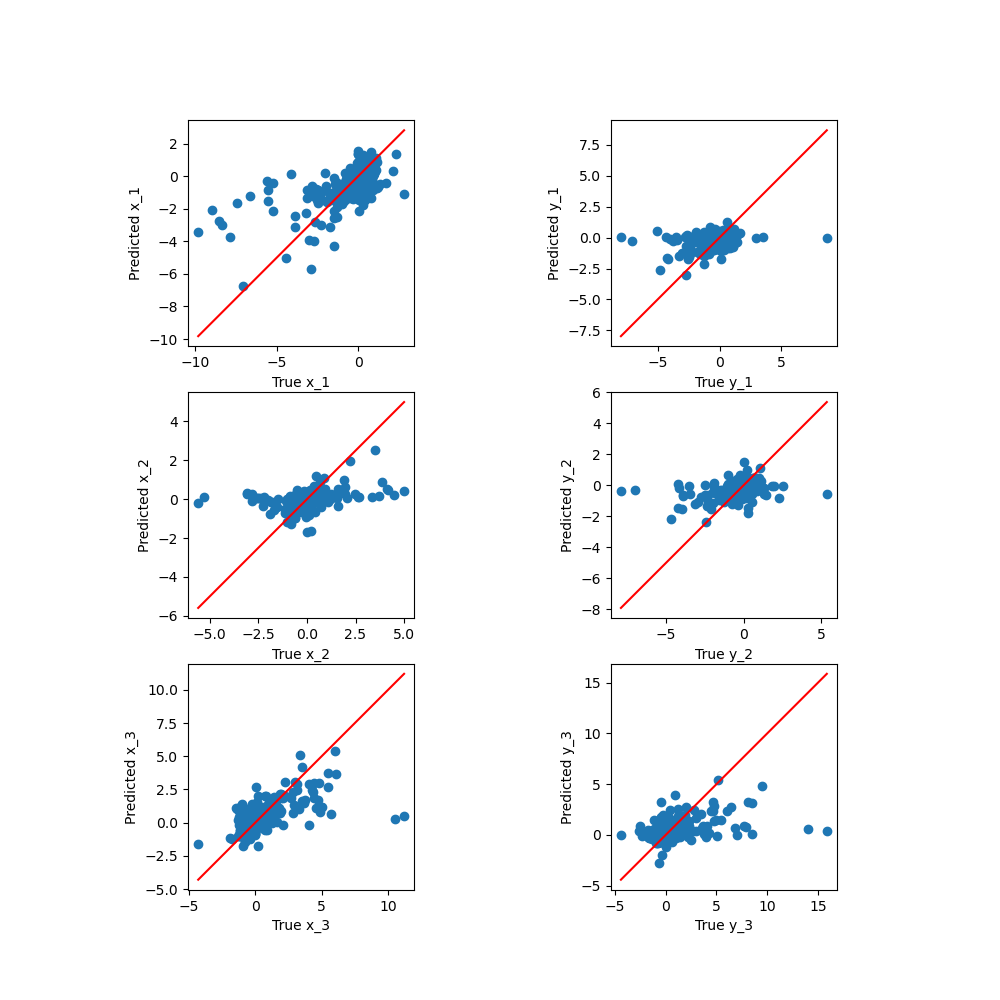 2
0
−2
−4
−6
−8
−10
Predicted x_1
−10 −5 0
True x_1
7.5
5.0
2.5
0.0
−2.5
−5.0
−7.5
Predicted y_1
−5 0 5
True y_1
4
2
0
−2
−4
−6
Predicted x_2
−5.0 −2.5 0.0 2.5 5.0
True x_2
6
4
2
0
−2
−4
−6
−8
Predicted y_2
−5 0 5
True y_2
10.0
7.5
5.0
2.5
0.0
−2.5
−5.0
Predicted x_3
−5 0 5 10
True x_3
15
10
5
0
−5
Predicted y_3
−5 0 5 10 15
True y_3